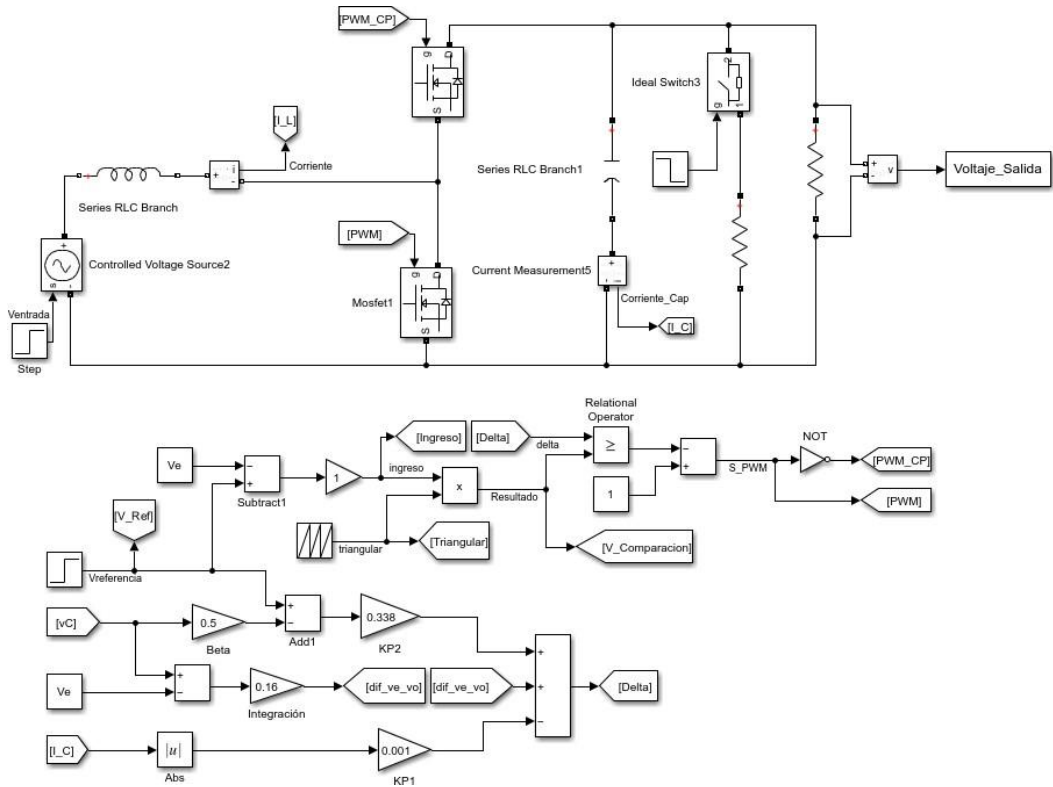 [PWM_CP]
g
D
S
Ideal Switch3
2
g
1
[I_L]
i
+
-
Corriente
Series RLC Branch
Series RLC Branch1
+
-
v
Voltaje_Salida
[PWM]
g
D
S
Mosfet1
+
s
-
Controlled Voltage Source2
Ventrada
Step
Current Measurement5
+
-
i
Corriente_Cap
[I_C]
Relational
Operator
[Ingreso]
[Delta]
delta
≥
NOT
Ve
−
+
Subtract1
1
ingreso
x
Resultado
1
−
+
S_PWM
[PWM_CP]
[PWM]
[V_Ref]
triangular
[Triangular]
[V_Comparacion]
Vreferencia
[vC]
0.5
Beta
+
−
Add1
0.338
KP2
Ve
+
−
0.16
Integración
[dif_ve_vo]
[dif_ve_vo]
+
+
−
[Delta]
[I_C]
|u|
Abs
0.001
KP1